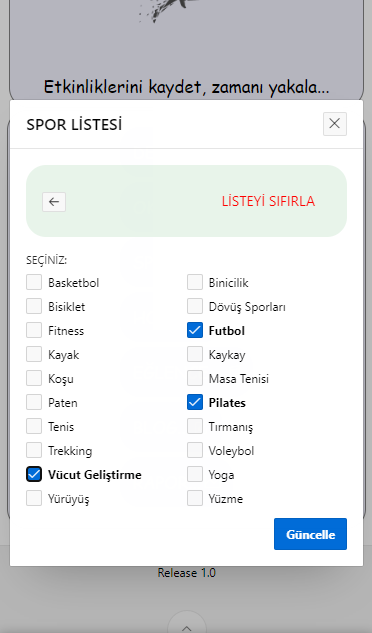 Etkinliklerini kaydet, zamanı yakala...
SPOR LİSTESİ
LİSTEYİ SIFIRLA
SEÇİNİZ:
Basketbol
Binicilik
Bisiklet
Dövüş Sporları
Fitness
Futbol
Kayak
Kaykay
Koşu
Masa Tenisi
Paten
Pilates
Tenis
Tırmanış
Trekking
Voleybol
Vücut Geliştirme
Yoga
Yürüyüş
Yüzme
Güncelle
Release 1.0